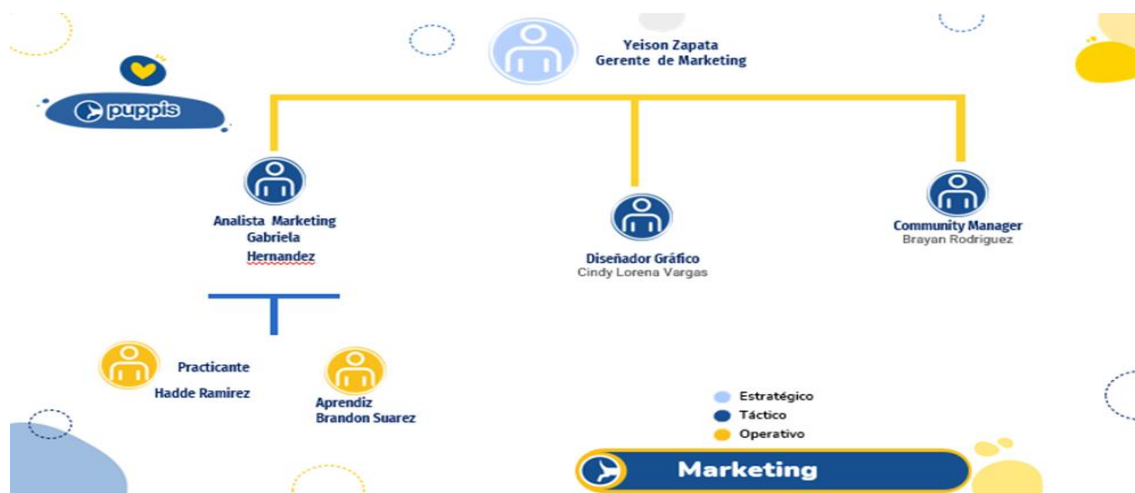 Yeison Zapata
Gerente de Marketing
puppis
Analista Marketing
Gabriela
Hernandez
Diseñador Gráfico
Cindy Lorena Vargas
Community Manager
Brayan Rodriguez
Practicante
Hadde Ramirez
Aprendiz
Brandon Suarez
Estratégico
Táctico
Operativo
Marketing